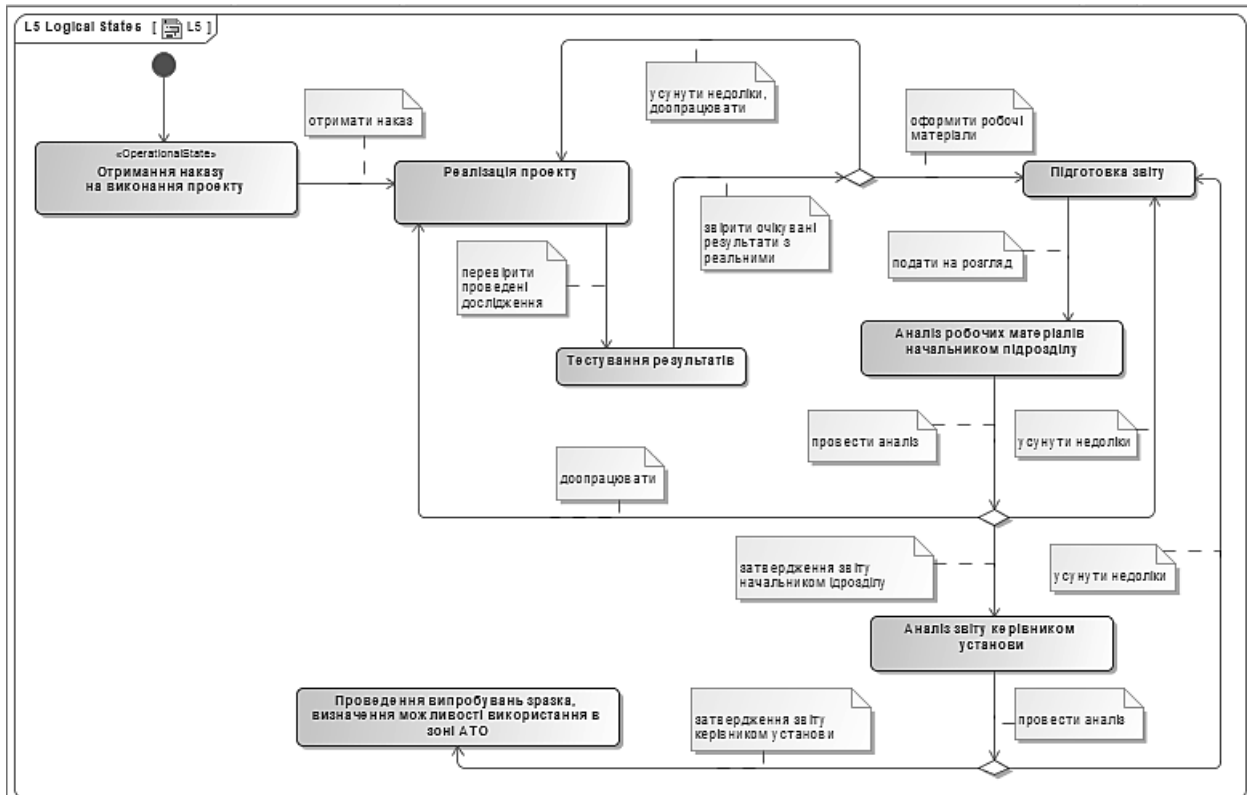 L5 Logical States [ L5 ]
усунути недоліки,
доопрацювати
оформити робочі
матеріали
отримати наказ
«OperationalState»
Отримання наказу
на виконання проекту
Реалізація проекту
Підготовка звіту
звірити очікувані
результати з
реальними
перевірити
проведені
дослідження
подати на розгляд
Аналіз робочих матеріалів
начальником підрозділу
Тестування результатів
провести аналіз
усунути недоліки
доопрацювати
затвердження звіту
начальником ідрозділу
усунути недоліки
Аналіз звіту керівником
установи
Проведення випробувань зразка,
визначення можливості використання в
зоні АТО
затвердження звіту
керівником установи
провести аналіз